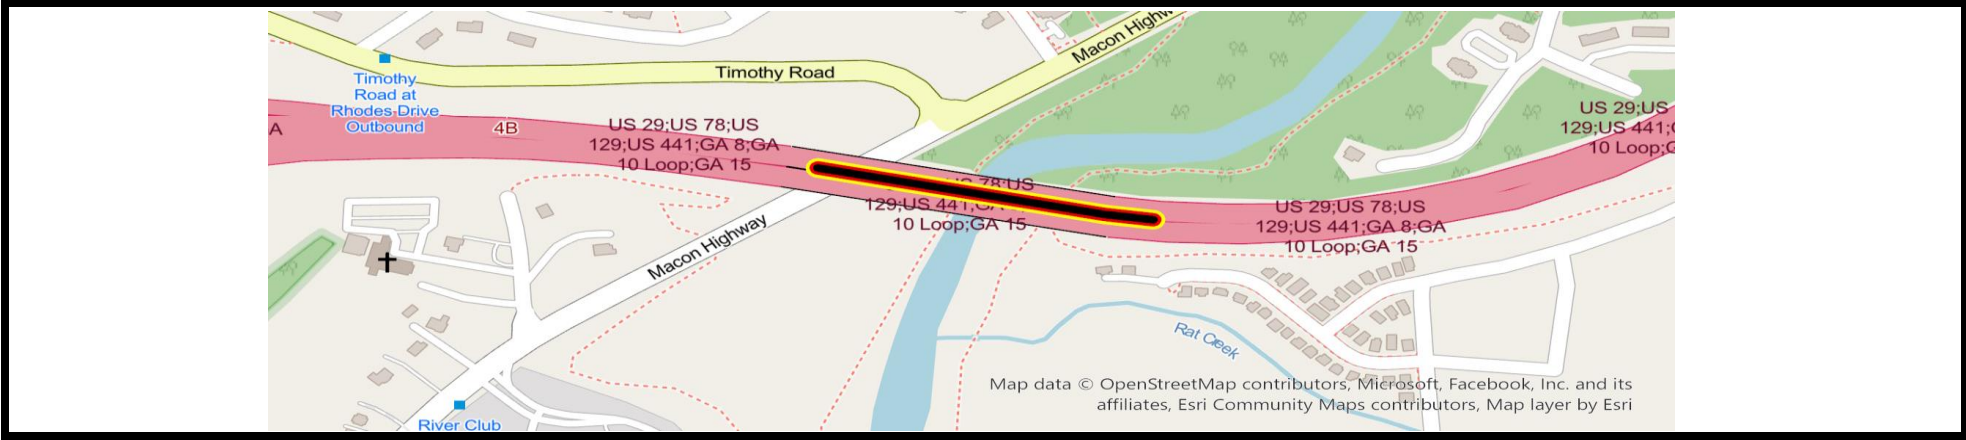 Macon Highw
Timothy Road
Timothy
Road at
Rhodes Drive
Outbound
A
4B
US 29;US 78;US
129;US 441;GA 8;GA
10 Loop;GA 15
US 29;US
129;US 441;G
10 Loop;G
78;US
129;US 441;GA
10 Loop;GA 15
US 29;US 78;US
129;US 441;GA 8;GA
10 Loop;GA 15
Macon Highway
Rat Creek
River Club
Map data © OpenStreetMap contributors, Microsoft, Facebook, Inc. and its
affiliates, Esri Community Maps contributors, Map layer by Esri